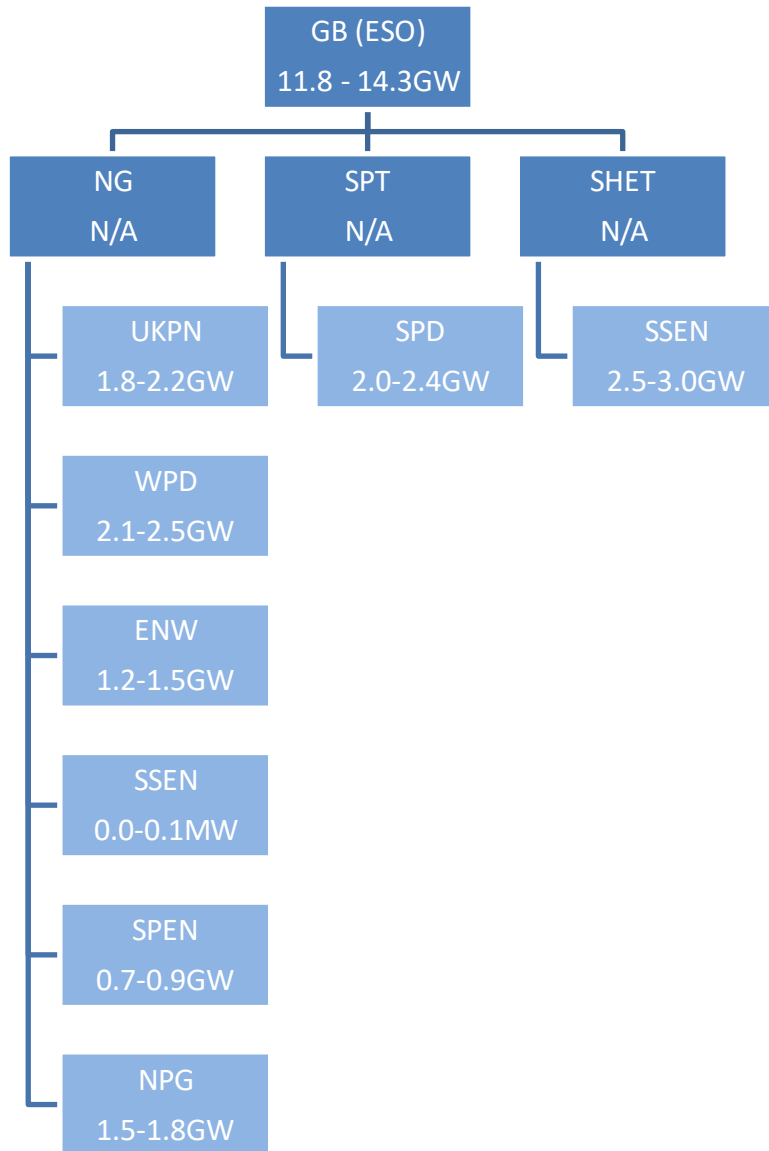 GB (ESO)
11.8 - 14.3GW
NG
N/A
SPT
N/A
SHET
N/A
UKPN
1.8-2.2GW
SPD
2.0-2.4GW
SSEN
2.5-3.0GW
WPD
2.1-2.5GW
ENW
1.2-1.5GW
SSEN
0.0-0.1MW
SPEN
0.7-0.9GW
NPG
1.5-1.8GW